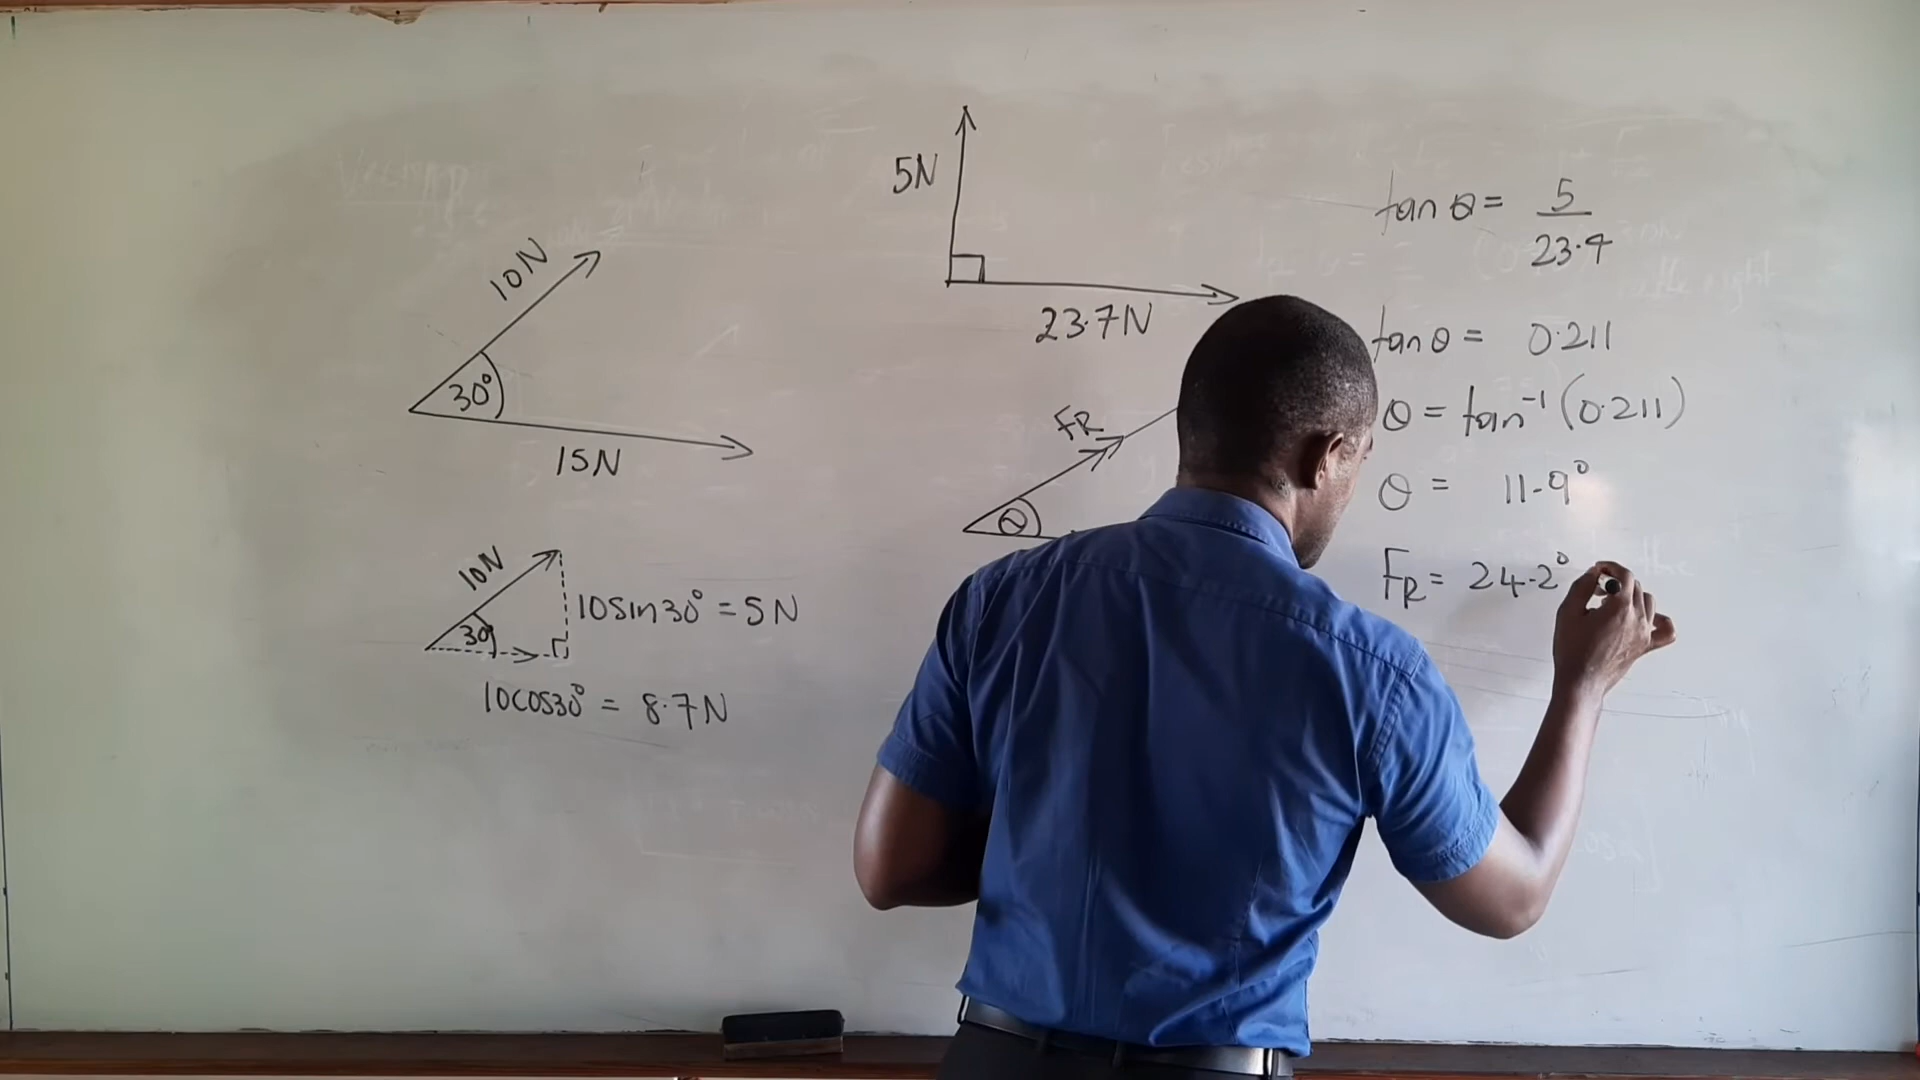 10N
30°
15N
10N
30
10sin30° = 5N
10cos30° = 8.7N
5N
23.7N
FR
θ
tan θ = 5/23.7
tan θ = 0.211
θ = tan⁻¹ (0.211)
θ = 11.9°
FR = 24.2°